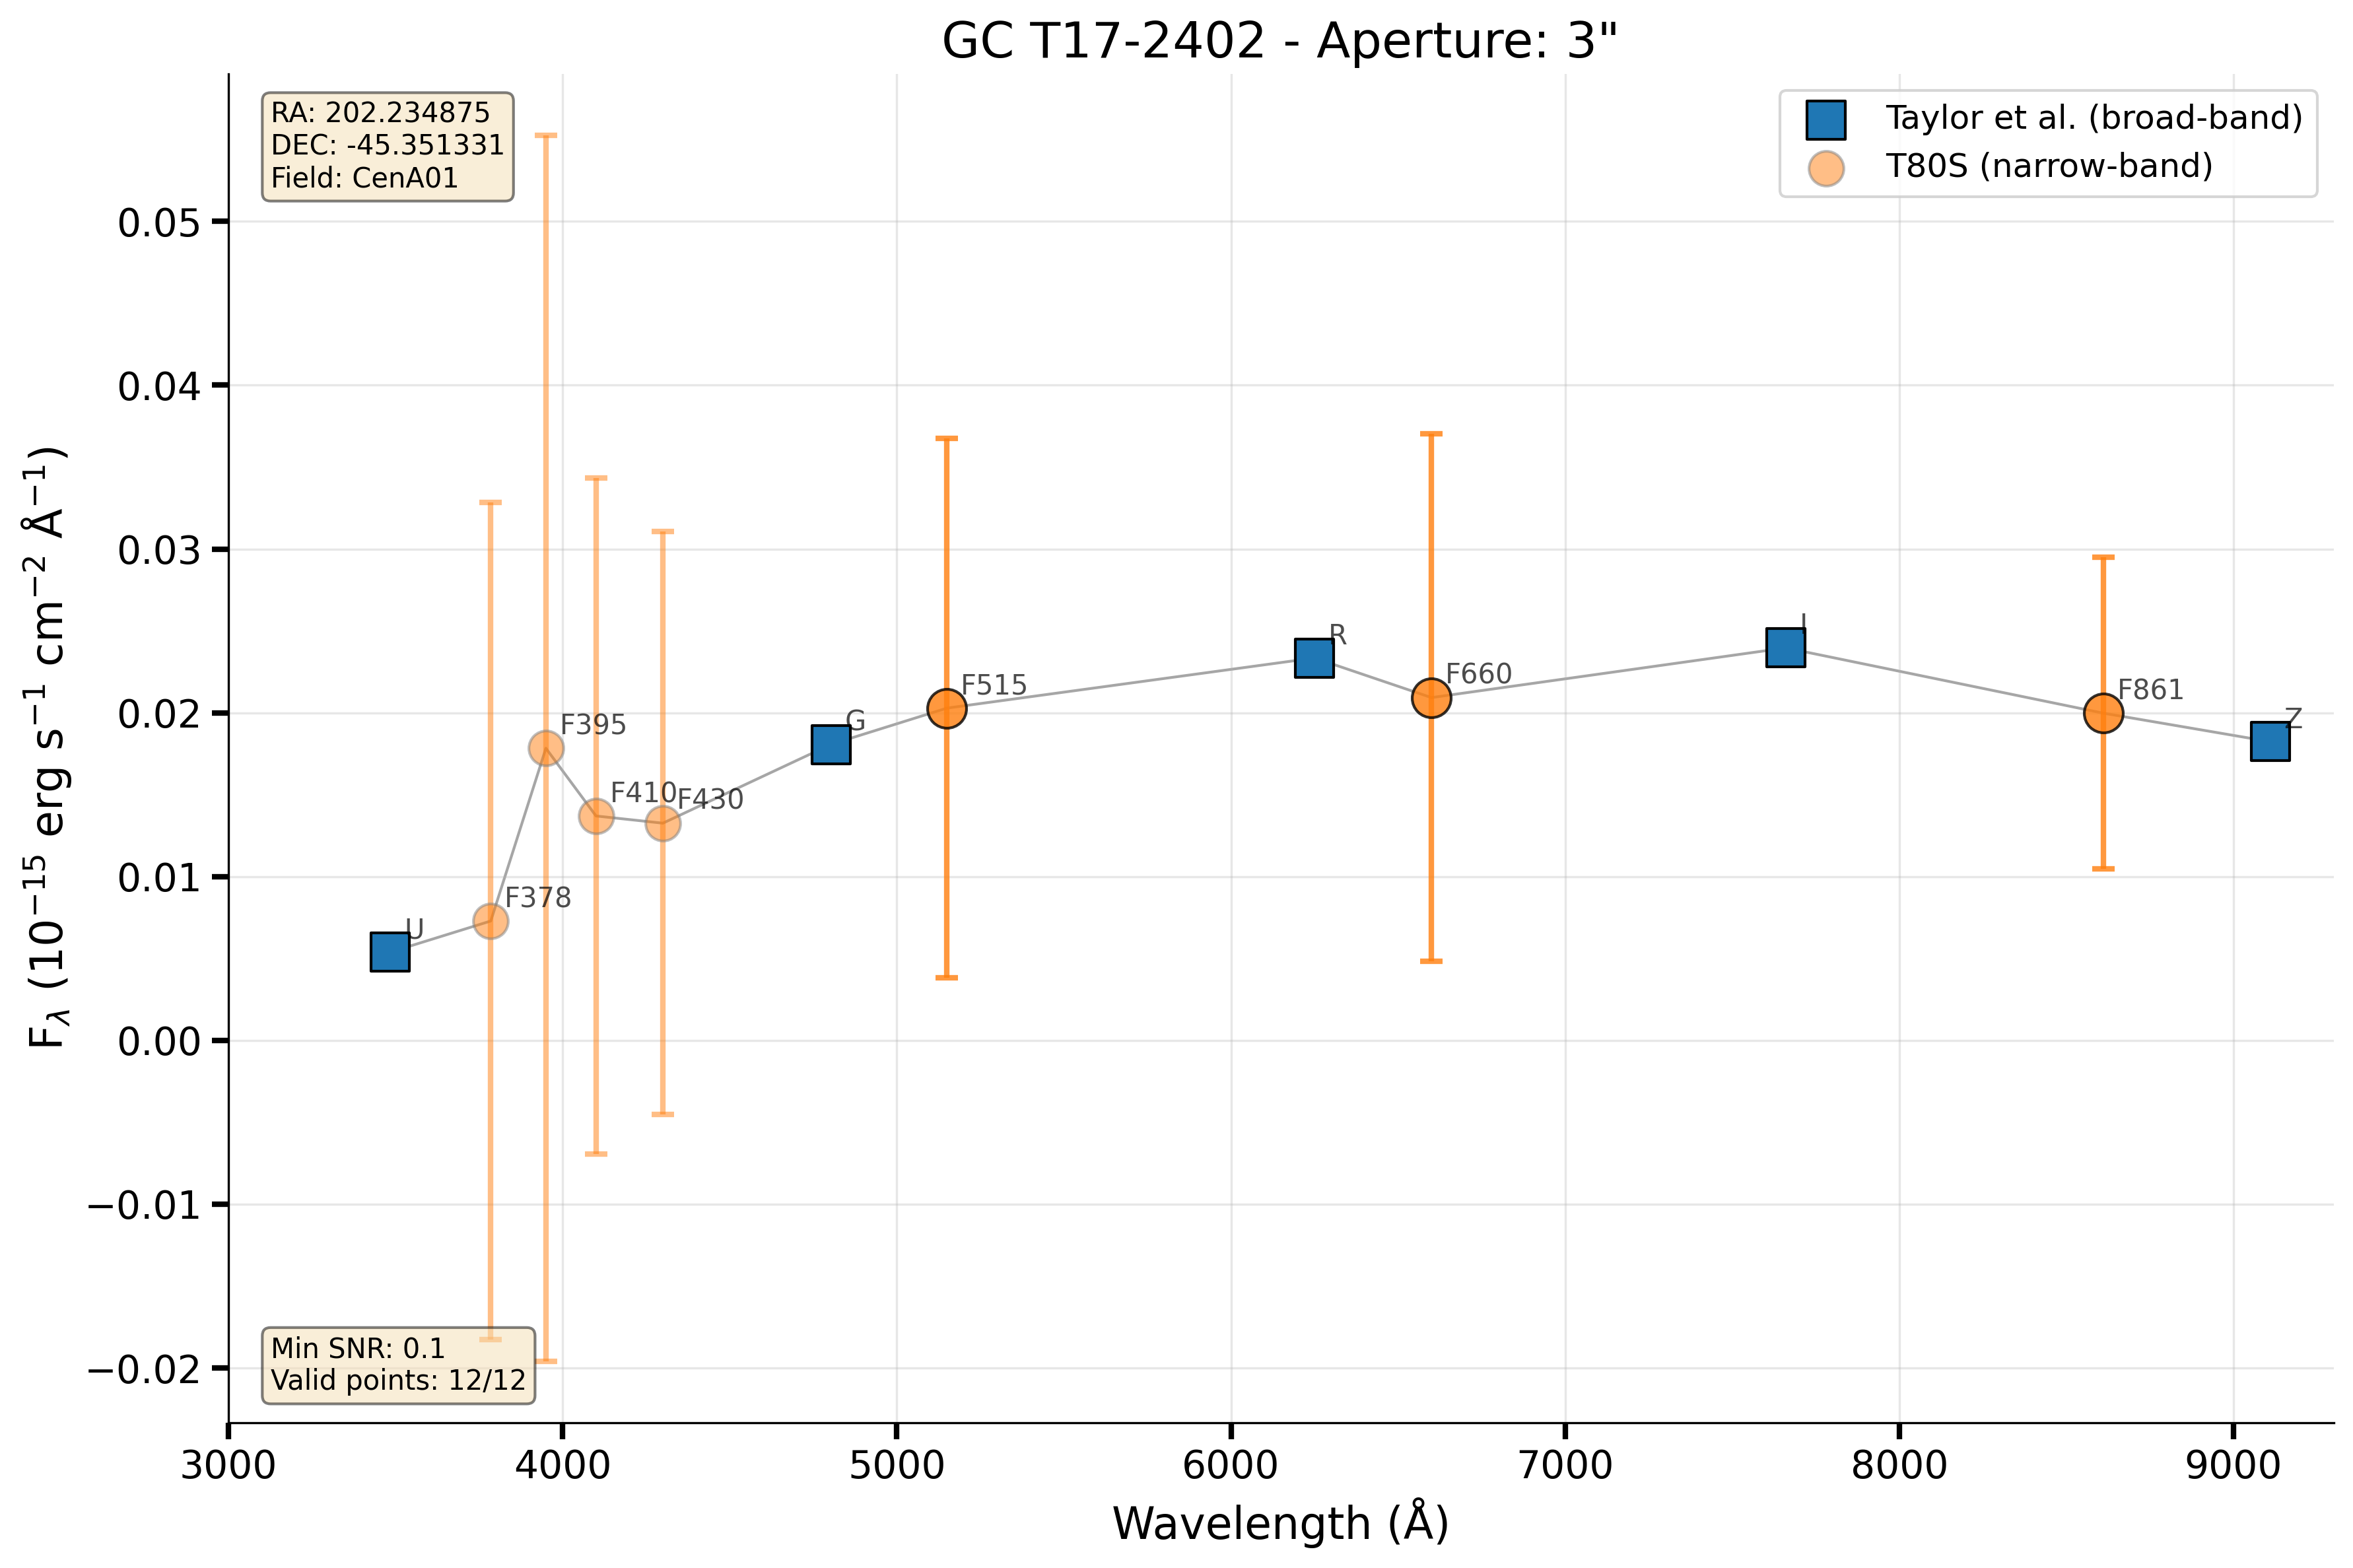 GC T17-2402 - Aperture: 3"
RA: 202.234875
DEC: -45.351331
Field: CenA01
Taylor et al. (broad-band)
T80S (narrow-band)
F_λ (10⁻¹⁵ erg s⁻¹ cm⁻² Å⁻¹)
0.05
0.04
0.03
0.02
0.01
0.00
−0.01
−0.02
U
F378
F395
F410
F430
G
F515
R
F660
I
F861
Z
Min SNR: 0.1
Valid points: 12/12
3000 4000 5000 6000 7000 8000 9000
Wavelength (Å)